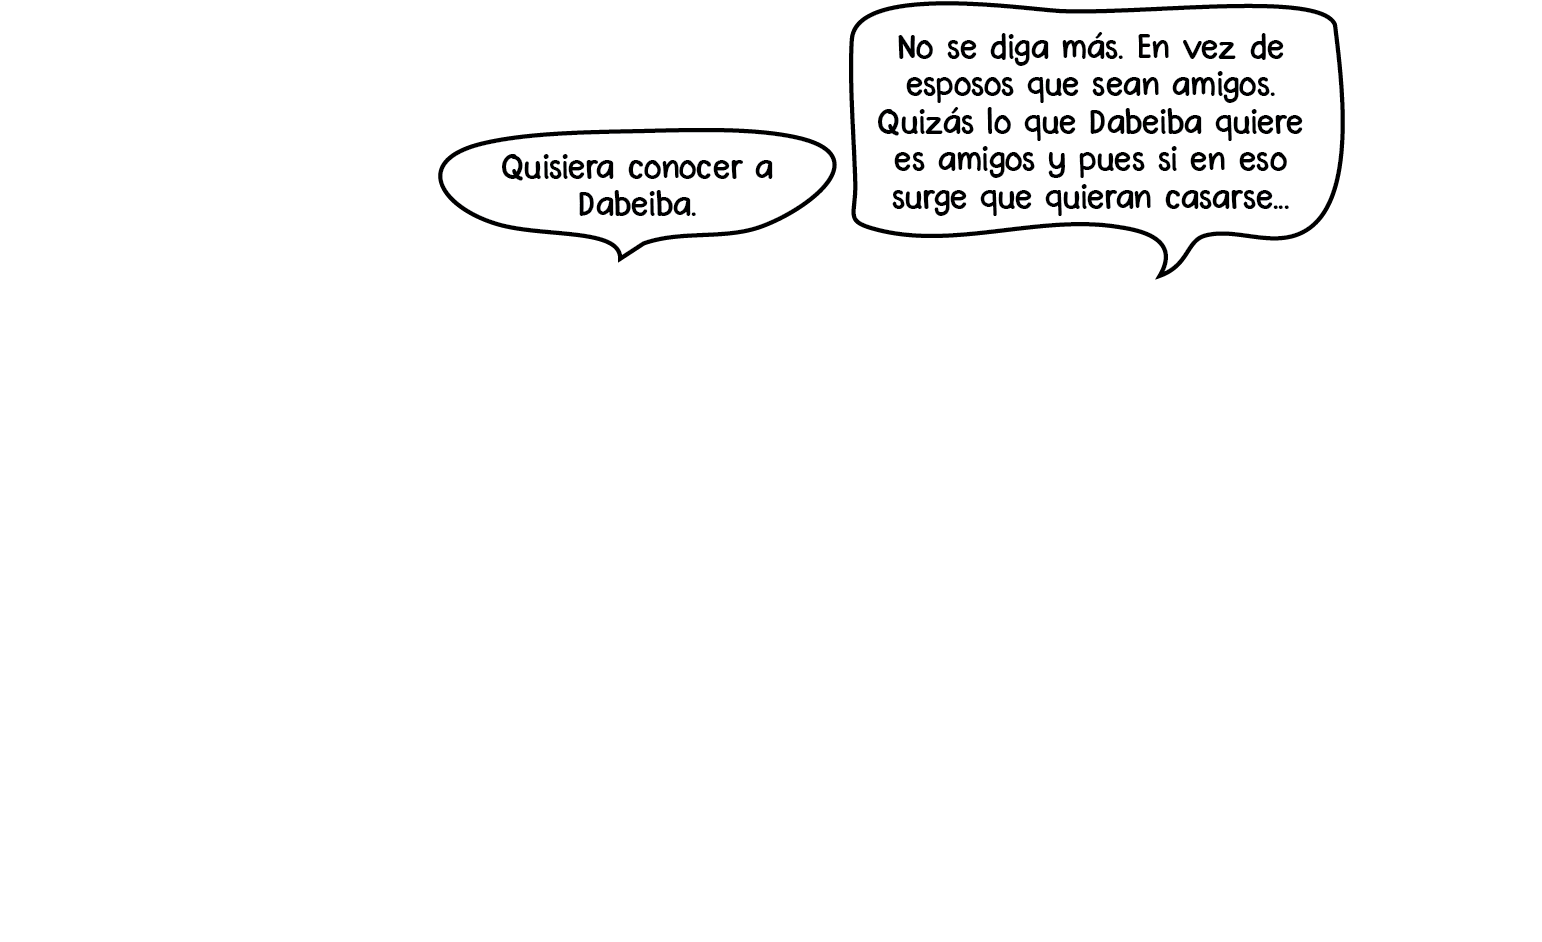 Quisiera conocer a
Dabeiba.
No se diga más. En vez de
esposos que sean amigos.
Quizás lo que Dabeiba quiere
es amigos y pues si en eso
surge que quieran casarse...